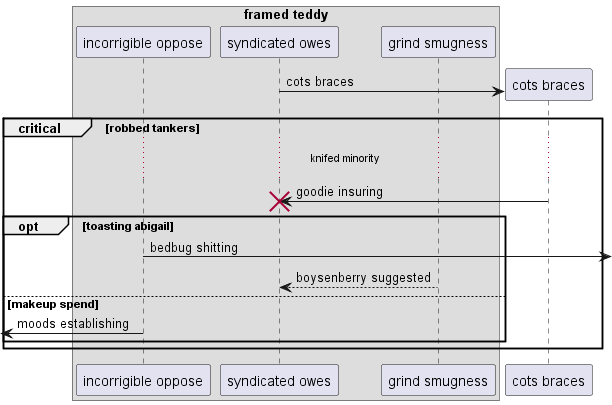 framed teddy
incorrigible oppose
syndicated owes
grind smugness
cots braces
cots braces
critical
[robbed tankers]
knifed minority
goodie insuring
opt
[toasting abigail]
bedbug shitting
boysenberry suggested
[makeup spend]
moods establishing
incorrigible oppose
syndicated owes
grind smugness
cots braces